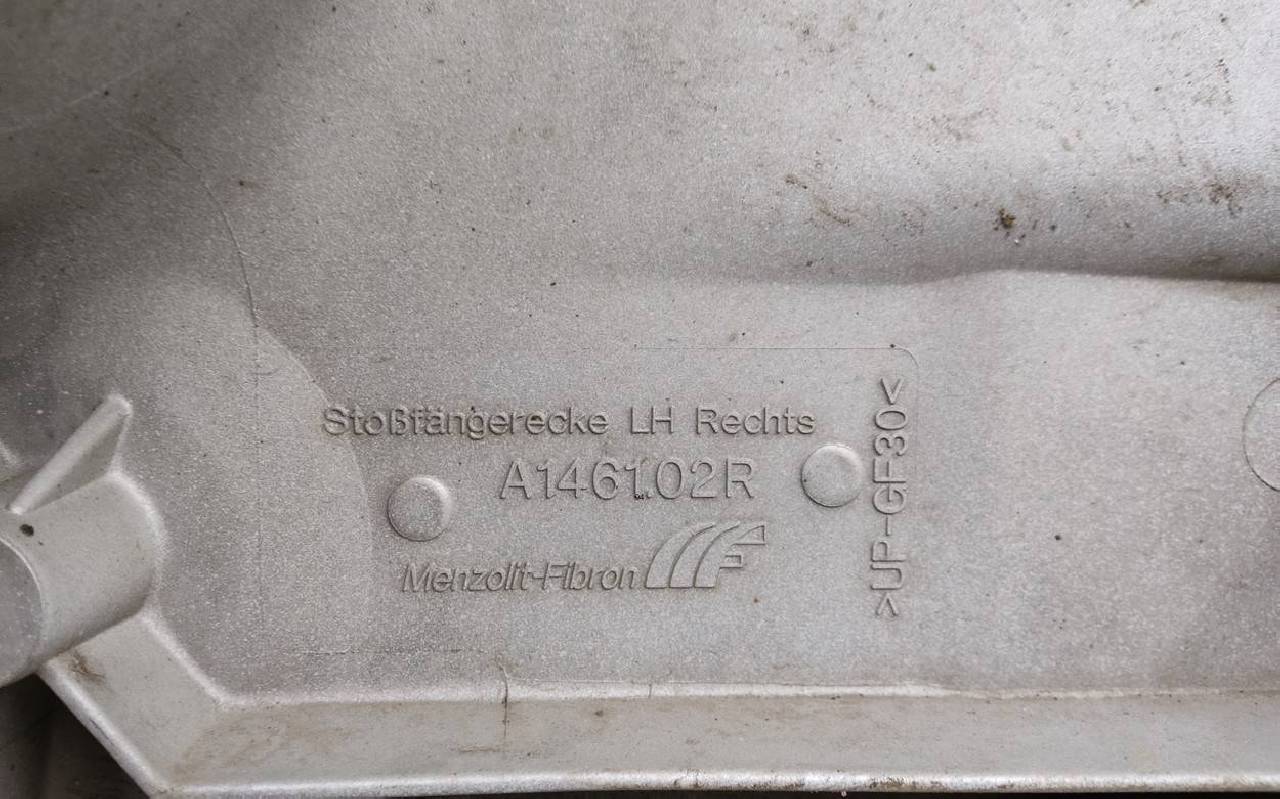 Stoßfängerecke LH Rechts
A1461.02R
Menzolit-Fibron
>UP-GF30<